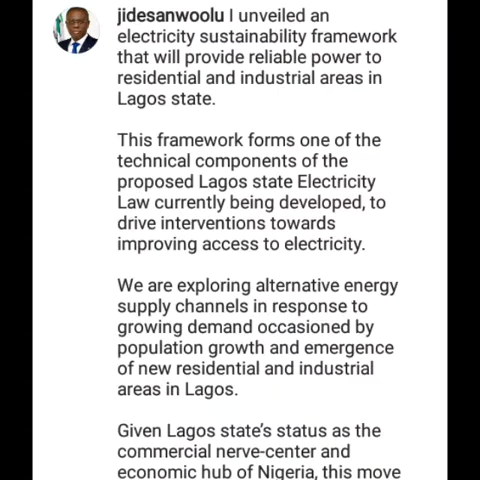 jidesanwoolu I unveiled an
electricity sustainability framework
that will provide reliable power to
residential and industrial areas in
Lagos state.
This framework forms one of the
technical components of the
proposed Lagos state Electricity
Law currently being developed, to
drive interventions towards
improving access to electricity.
We are exploring alternative energy
supply channels in response to
growing demand occasioned by
population growth and emergence
of new residential and industrial
areas in Lagos.
Given Lagos state’s status as the
commercial nerve-center and
economic hub of Nigeria, this move